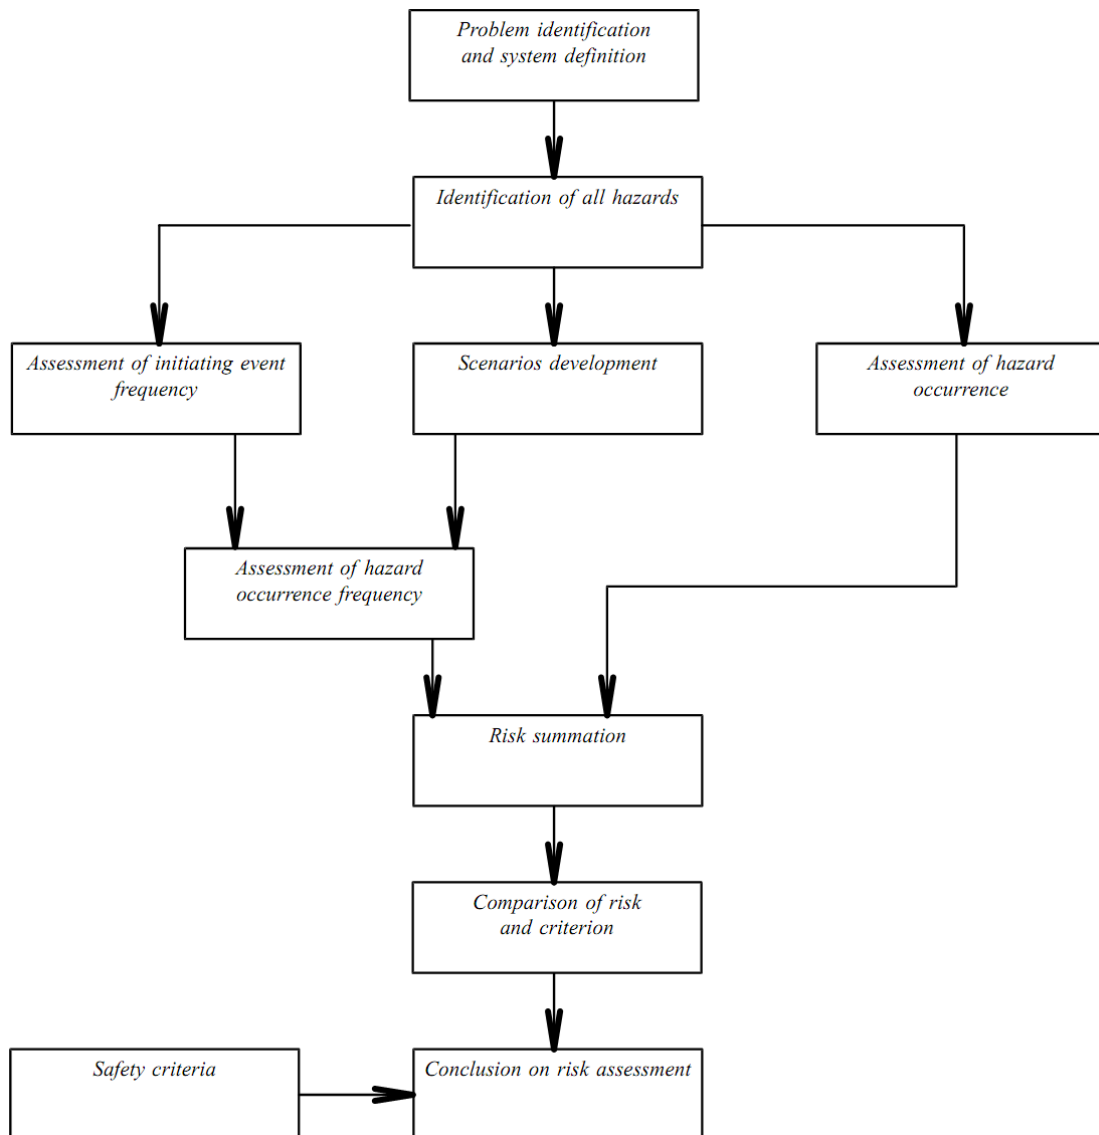 Problem identification
and system definition
Identification of all hazards
Assessment of initiating event
frequency
Scenarios development
Assessment of hazard
occurrence
Assessment of hazard
occurrence frequency
Risk summation
Comparison of risk
and criterion
Safety criteria
Conclusion on risk assessment